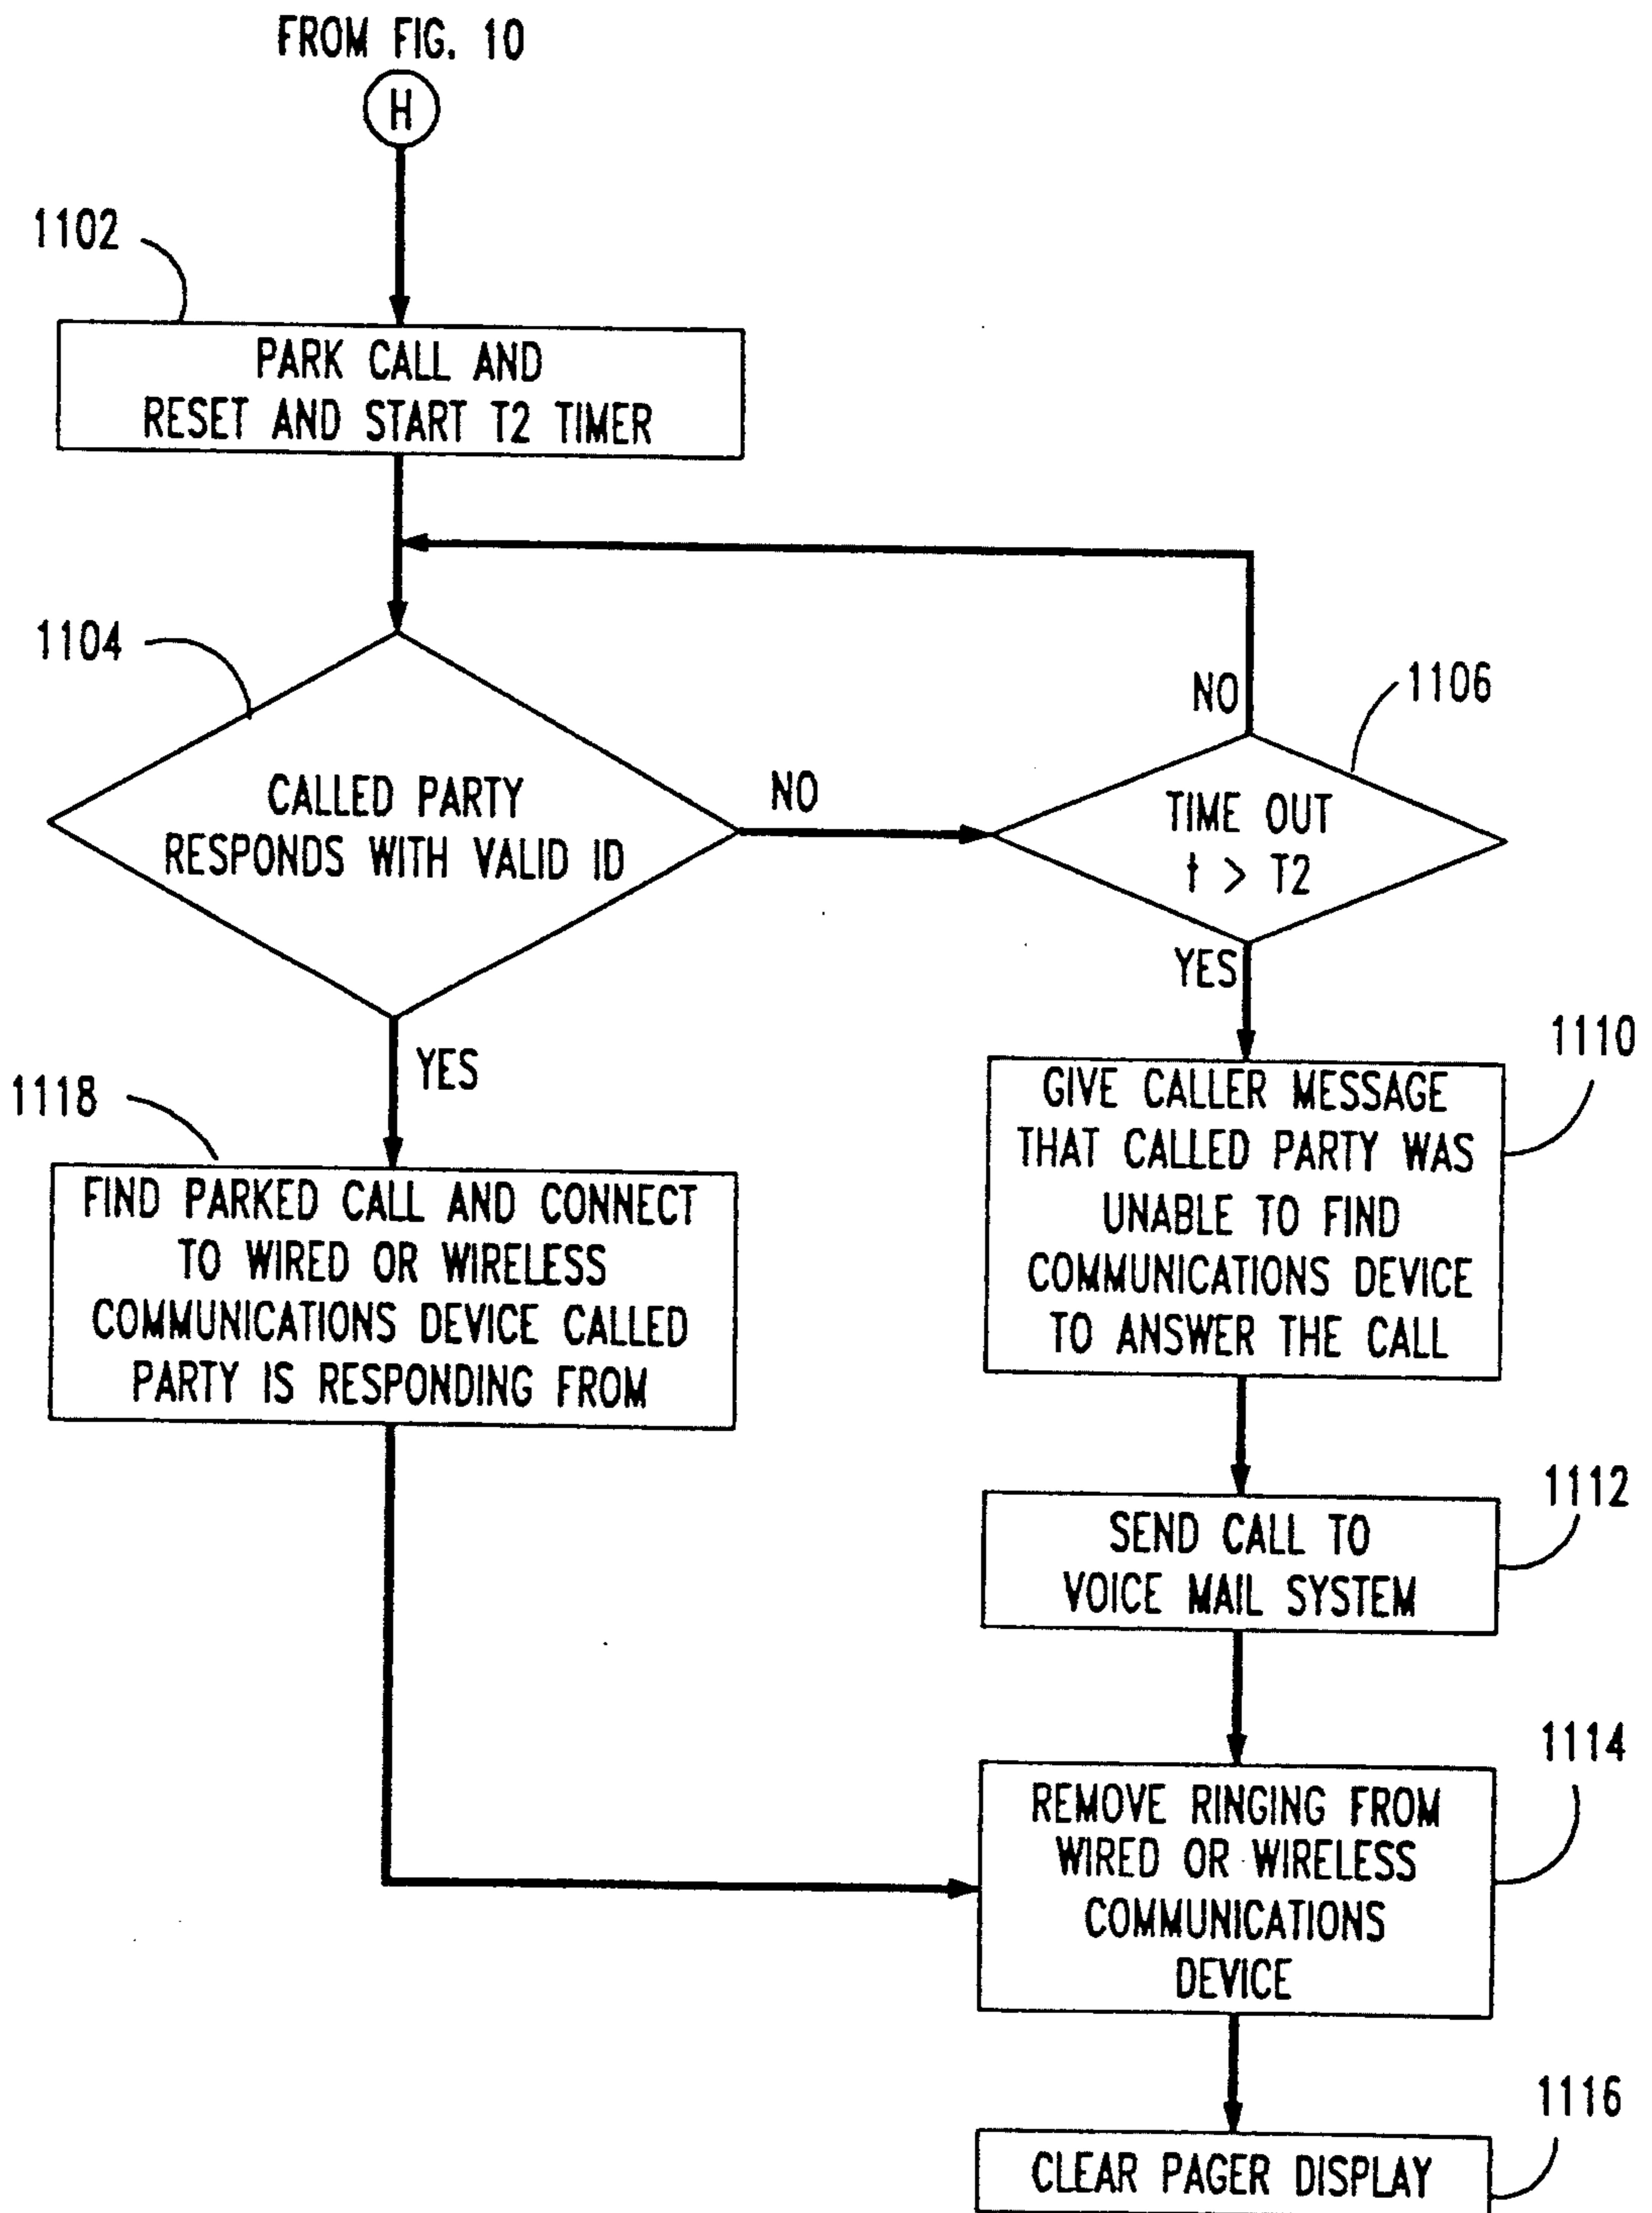 FROM FIG. 10
H
1102
PARK CALL AND
RESET AND START T2 TIMER
1104
CALLED PARTY
RESPONDS WITH VALID ID
NO
NO
1106
TIME OUT
t > T2
YES
YES
1118
FIND PARKED CALL AND CONNECT
TO WIRED OR WIRELESS
COMMUNICATIONS DEVICE CALLED
PARTY IS RESPONDING FROM
1110
GIVE CALLER MESSAGE
THAT CALLED PARTY WAS
UNABLE TO FIND
COMMUNICATIONS DEVICE
TO ANSWER THE CALL
1112
SEND CALL TO
VOICE MAIL SYSTEM
1114
REMOVE RINGING FROM
WIRED OR WIRELESS
COMMUNICATIONS
DEVICE
1116
CLEAR PAGER DISPLAY